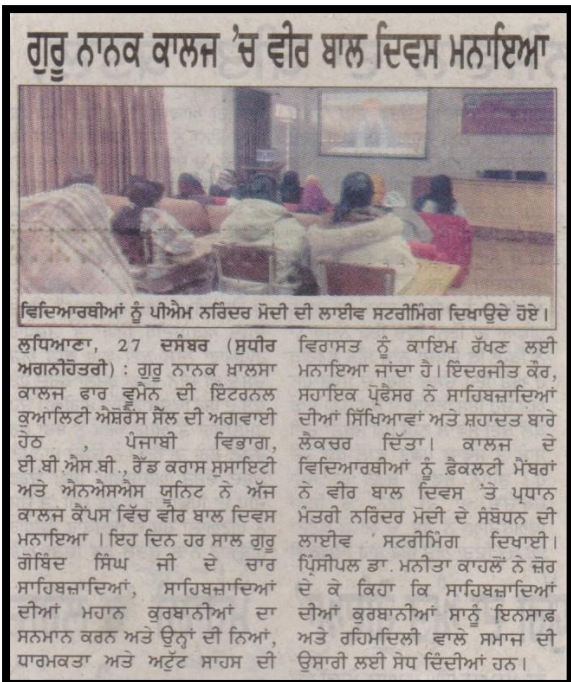 ਗੁਰੂ ਨਾਨਕ ਕਾਲਜ 'ਚ ਵੀਰ ਬਾਲ ਦਿਵਸ ਮਨਾਇਆ
ਵਿਦਿਆਰਥੀਆਂ ਨੂੰ ਪੀਐਮ ਨਰਿੰਦਰ ਮੋਦੀ ਦੀ ਲਾਈਵ ਸਟਰੀਮਿੰਗ ਦਿਖਾਉਦੇ ਹੋਏ।
ਲੁਧਿਆਣਾ, 27 ਦਸੰਬਰ (ਸੁਧੀਰ
ਅਗਨੀਹੋਤਰੀ) : ਗੁਰੂ ਨਾਨਕ ਖ਼ਾਲਸਾ
ਕਾਲਜ ਫਾਰ ਵੂਮੈਨ ਦੀ ਇੰਟਰਨਲ
ਕੁਆਲਿਟੀ ਐਸ਼ੋਰੈਂਸ ਸੈੱਲ ਦੀ ਅਗਵਾਈ
ਹੇਠ , ਪੰਜਾਬੀ ਵਿਭਾਗ,
ਈ.ਬੀ.ਐਸ.ਬੀ., ਰੈੱਡ ਕਰਾਸ ਸੁਸਾਇਟੀ
ਅਤੇ ਐਨਐਸਐਸ ਯੂਨਿਟ ਨੇ ਅੱਜ
ਕਾਲਜ ਕੈਂਪਸ ਵਿੱਚ ਵੀਰ ਬਾਲ ਦਿਵਸ
ਮਨਾਇਆ । ਇਹ ਦਿਨ ਹਰ ਸਾਲ ਗੁਰੂ
ਗੋਬਿੰਦ ਸਿੰਘ ਜੀ ਦੇ ਚਾਰ
ਸਾਹਿਬਜ਼ਾਦਿਆਂ, ਸਾਹਿਬਜ਼ਾਦਿਆਂ
ਦੀਆਂ ਮਹਾਨ ਕੁਰਬਾਨੀਆਂ ਦਾ
ਸਨਮਾਨ ਕਰਨ ਅਤੇ ਉਨ੍ਹਾਂ ਦੀ ਨਿਆਂ,
ਧਾਰਮਕਤਾ ਅਤੇ ਅਟੁੱਟ ਸਾਹਸ ਦੀ
ਵਿਰਾਸਤ ਨੂੰ ਕਾਇਮ ਰੱਖਣ ਲਈ
ਮਨਾਇਆ ਜਾਂਦਾ ਹੈ। ਇੰਦਰਜੀਤ ਕੌਰ,
ਸਹਾਇਕ ਪ੍ਰੋਫੈਸਰ ਨੇ ਸਾਹਿਬਜ਼ਾਦਿਆਂ
ਦੀਆਂ ਸਿੱਖਿਆਵਾਂ ਅਤੇ ਸ਼ਹਾਦਤ ਬਾਰੇ
ਲੈਕਚਰ ਦਿੱਤਾ। ਕਾਲਜ ਦੇ
ਵਿਦਿਆਰਥੀਆਂ ਨੂੰ ਫ਼ੈਕਲਟੀ ਮੈਂਬਰਾਂ
ਨੇ ਵੀਰ ਬਾਲ ਦਿਵਸ 'ਤੇ ਪ੍ਰਧਾਨ
ਮੰਤਰੀ ਨਰਿੰਦਰ ਮੋਦੀ ਦੇ ਸੰਬੋਧਨ ਦੀ
ਲਾਈਵ ਸਟਰੀਮਿੰਗ ਦਿਖਾਈ।
ਪ੍ਰਿੰਸੀਪਲ ਡਾ. ਮਨੀਤਾ ਕਾਹਲੋਂ ਨੇ ਜ਼ੋਰ
ਦੇ ਕੇ ਕਿਹਾ ਕਿ ਸਾਹਿਬਜ਼ਾਦਿਆਂ
ਦੀਆਂ ਕੁਰਬਾਨੀਆਂ ਸਾਨੂੰ ਇਨਸਾਫ਼
ਅਤੇ ਰਹਿਮਦਿਲੀ ਵਾਲੇ ਸਮਾਜ ਦੀ
ਉਸਾਰੀ ਲਈ ਸੇਧ ਦਿੰਦੀਆਂ ਹਨ।